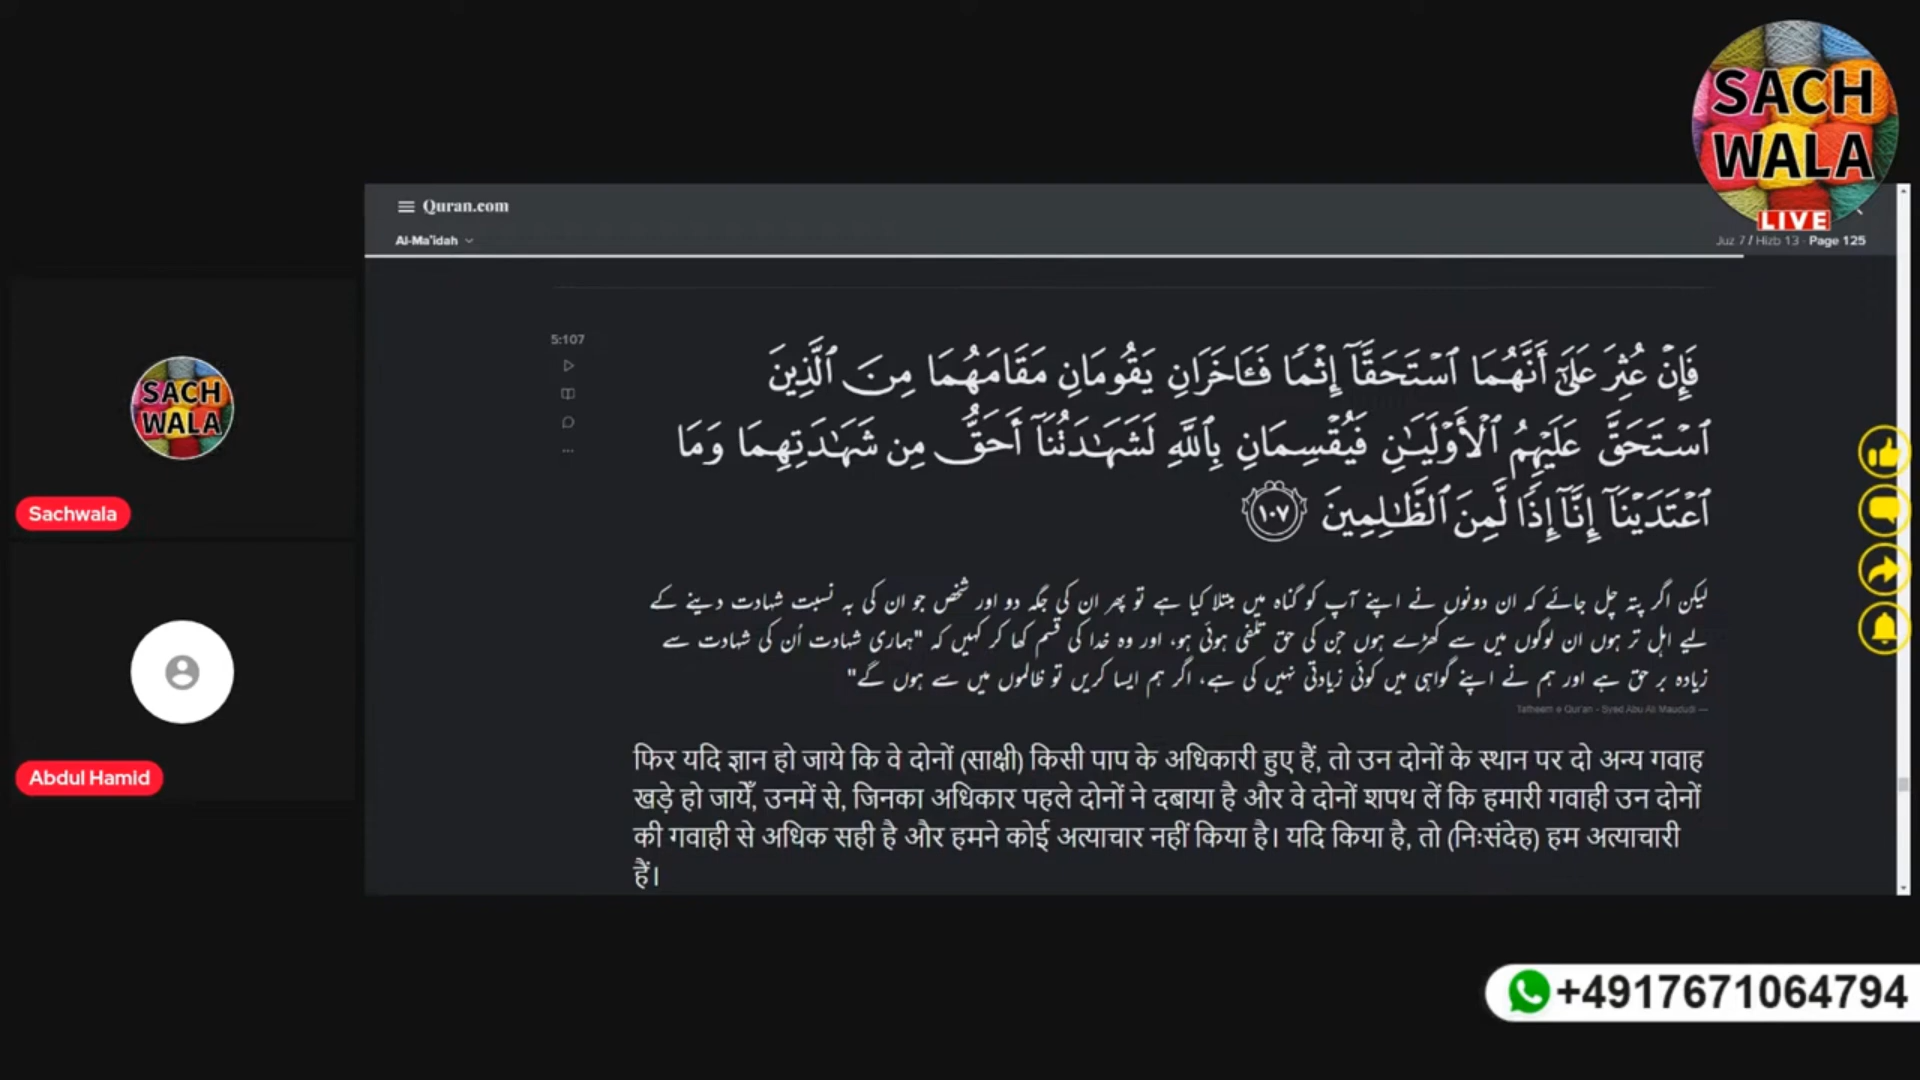 SACH
WALA
LIVE
Quran.com
Al-Ma'idah
Juz 7 / Hizb 13 - Page 125
5:107
فَإِنْ عُثِرَ عَلَىٰٓ أَنَّهُمَا ٱسْتَحَقَّآ إِثْمًا فَـَٔاخَرَانِ يَقُومَانِ مَقَامَهُمَا مِنَ ٱلَّذِينَ
ٱسْتَحَقَّ عَلَيْهِمُ ٱلْأَوْلَيَـٰنِ فَيُقْسِمَانِ بِٱللَّهِ لَشَهَـٰدَتُنَآ أَحَقُّ مِن شَهَـٰدَتِهِمَا وَمَا
ٱعْتَدَيْنَآ إِنَّآ إِذًا لَّمِنَ ٱلظَّـٰلِمِينَ ١٠٧
لیکن اگر پتہ چل جائے کہ ان دونوں نے اپنے آپ کو گناہ میں مبتلا کیا ہے تو پھر ان کی جگہ دو اور شخص جو ان کی بہ نسبت شہادت دینے کے
لیے اہل تر ہوں ان لوگوں میں سے کھڑے ہوں جن کی حق تلفی ہوئی ہو، اور وہ خدا کی قسم کھا کر کہیں کہ "ہماری شہادت اُن کی شہادت سے
زیادہ بر حق ہے اور ہم نے اپنے گواہی میں کوئی زیادتی نہیں کی ہے، اگر ہم ایسا کریں تو ظالموں میں سے ہوں گے"
Tafheem e Qur'an - Syed Abu Ali Maududi —
फिर यदि ज्ञान हो जाये कि वे दोनों (साक्षी) किसी पाप के अधिकारी हुए हैं, तो उन दोनों के स्थान पर दो अन्य गवाह
खड़े हो जायेँ, उनमें से, जिनका अधिकार पहले दोनों ने दबाया है और वे दोनों शपथ लें कि हमारी गवाही उन दोनों
की गवाही से अधिक सही है और हमने कोई अत्याचार नहीं किया है। यदि किया है, तो (निःसंदेह) हम अत्याचारी
हैं।
SACH
WALA
Sachwala
Abdul Hamid
+4917671064794